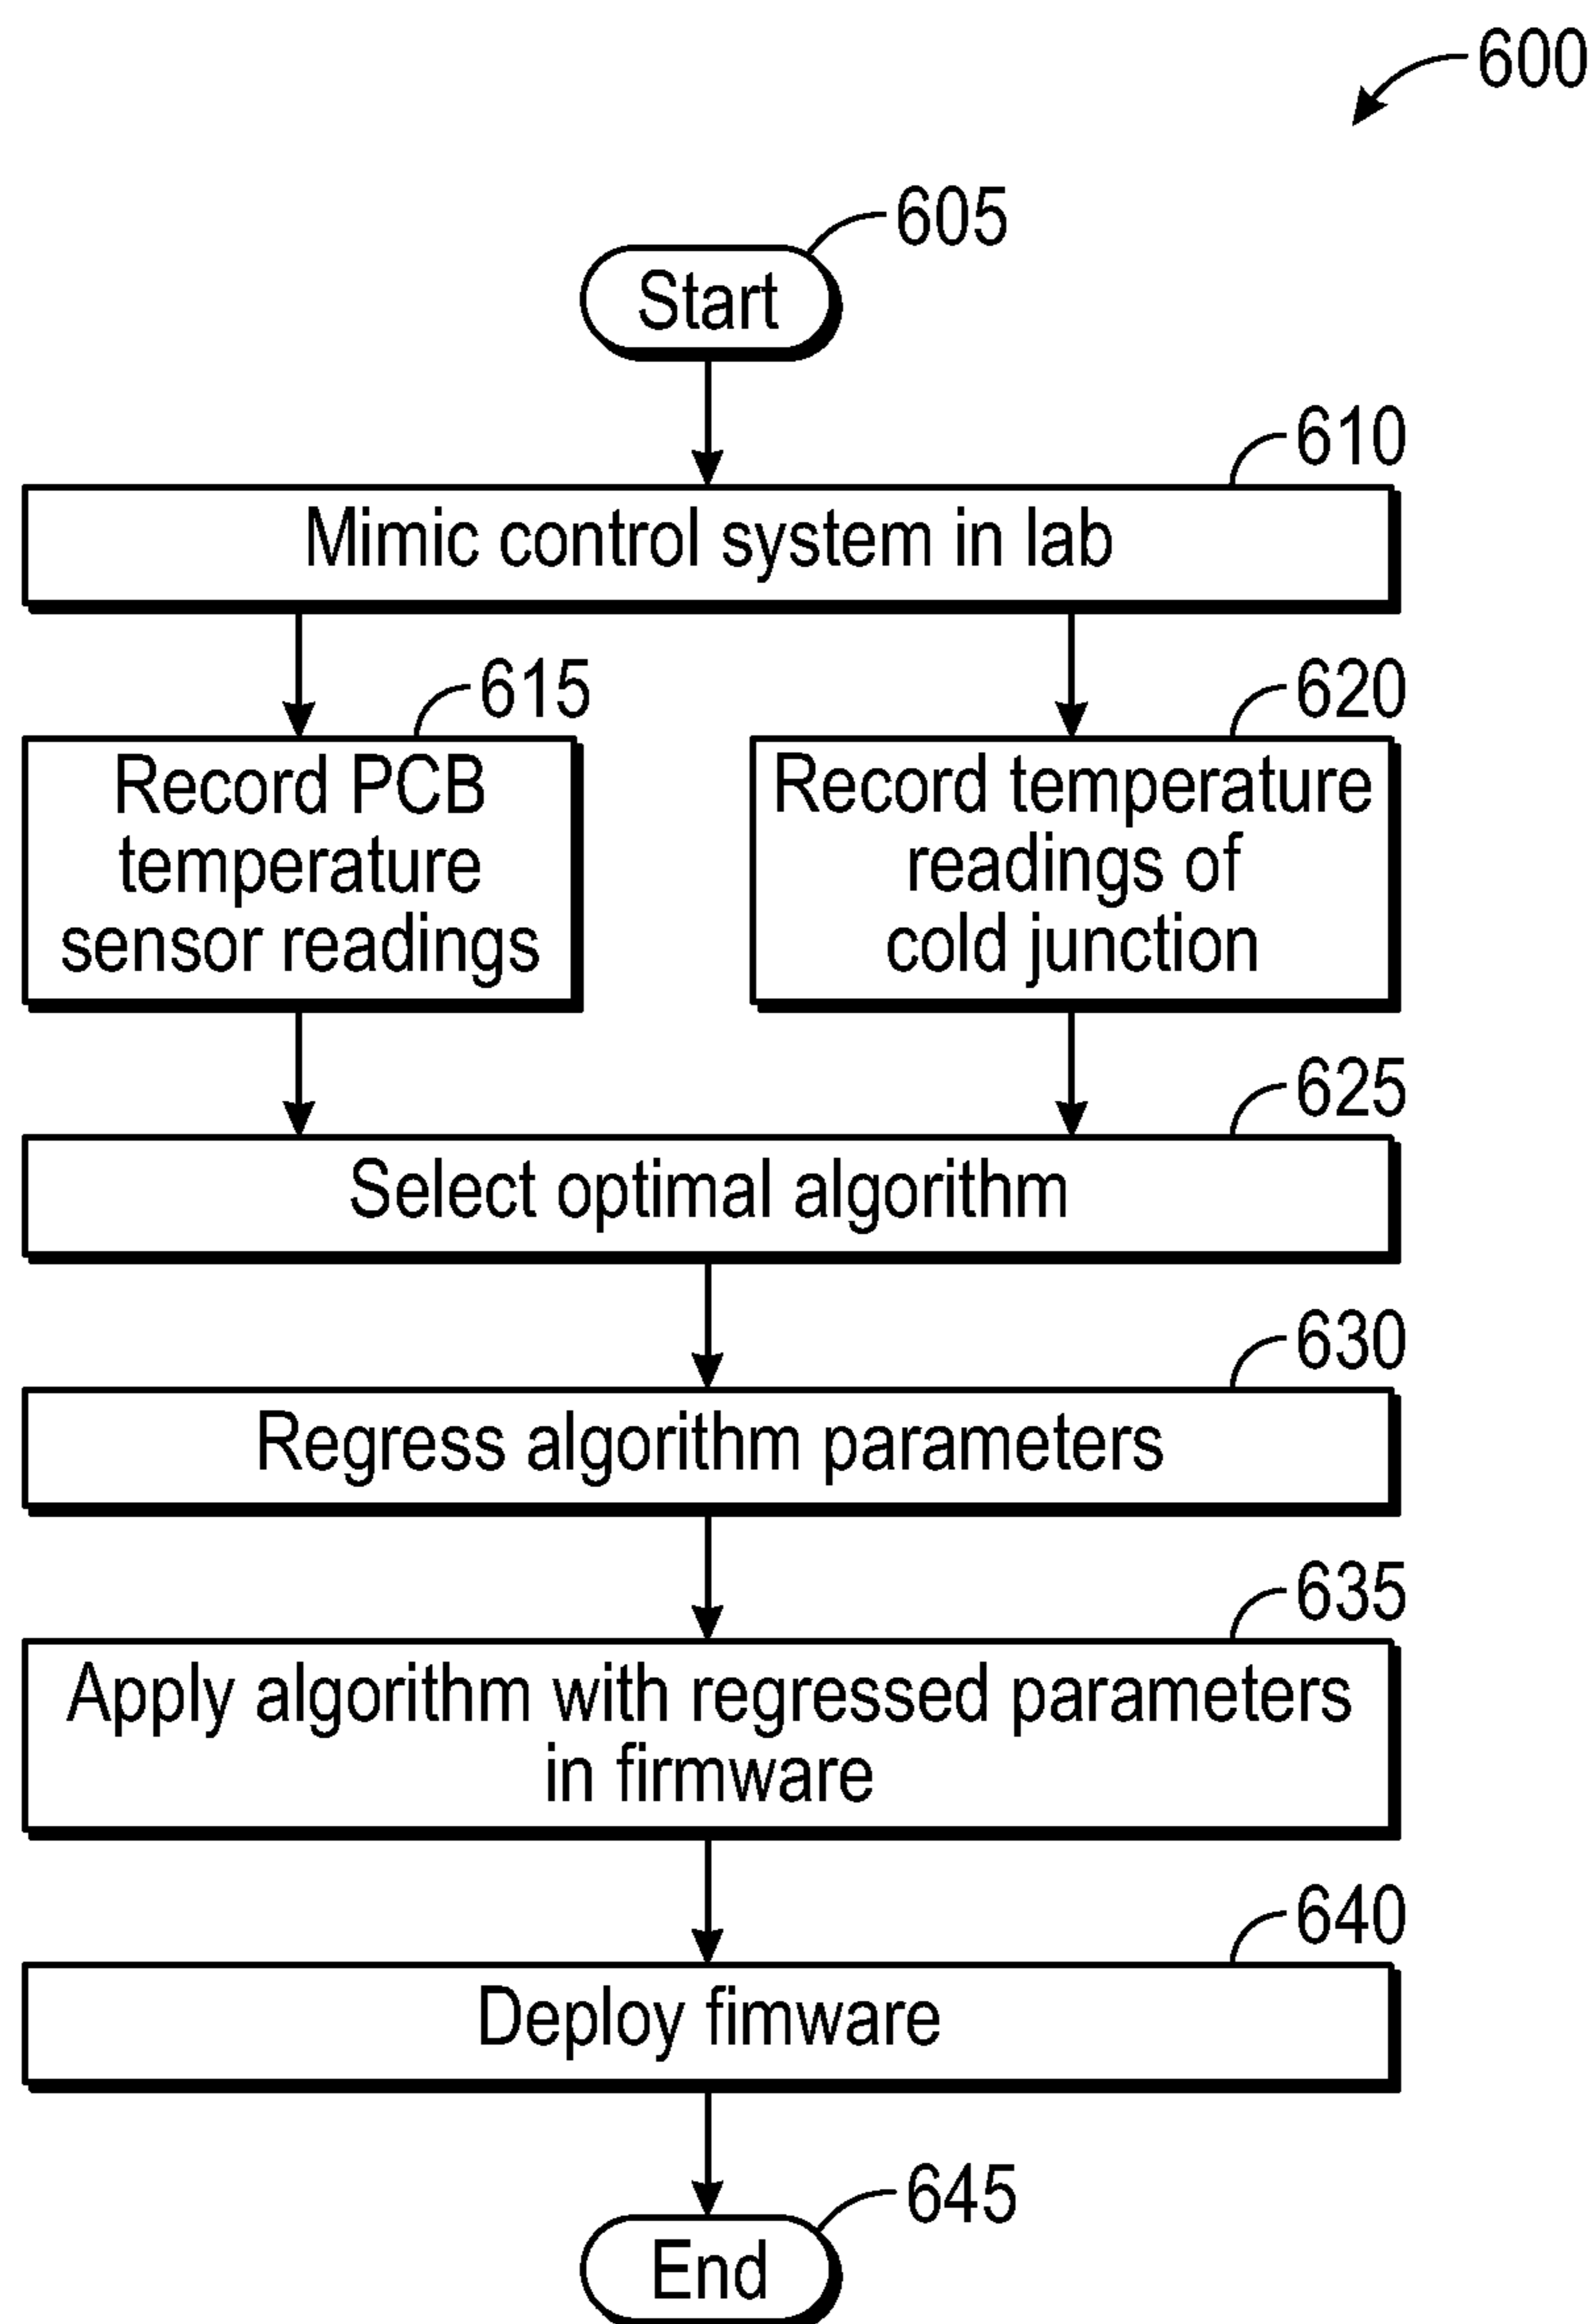 600
605
Start
610
Mimic control system in lab
615
Record PCB
temperature
sensor readings
620
Record temperature
readings of
cold junction
625
Select optimal algorithm
630
Regress algorithm parameters
635
Apply algorithm with regressed parameters
in firmware
640
Deploy fimware
645
End